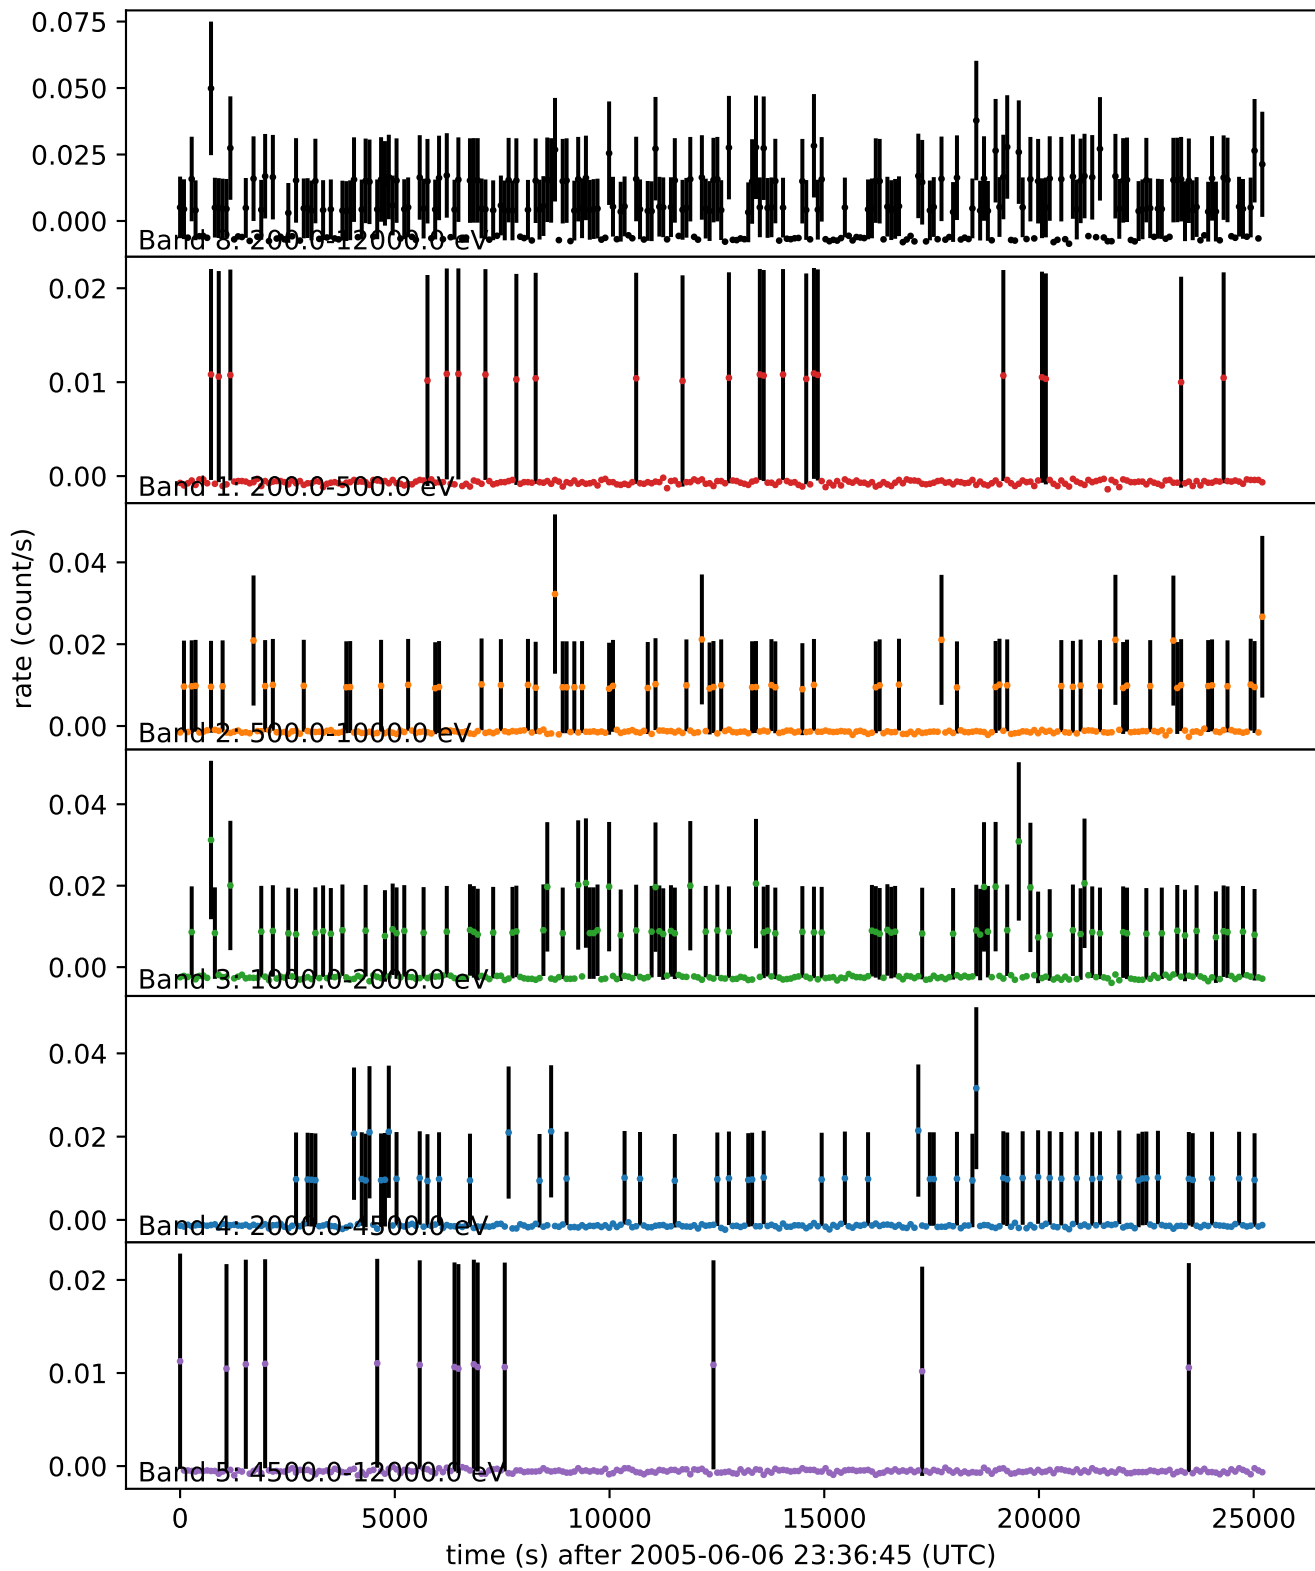 0.075
0.050
0.025
0.000
Band 8: 200.0-12000.0 eV
0.02
0.01
0.00
Band 1: 200.0-500.0 eV
rate (count/s)
0.04
0.02
0.00
Band 2: 500.0-1000.0 eV
0.04
0.02
0.00
Band 3: 1000.0-2000.0 eV
0.04
0.02
0.00
Band 4: 2000.0-4500.0 eV
0.02
0.01
0.00
Band 5: 4500.0-12000.0 eV
0 5000 10000 15000 20000 25000
time (s) after 2005-06-06 23:36:45 (UTC)